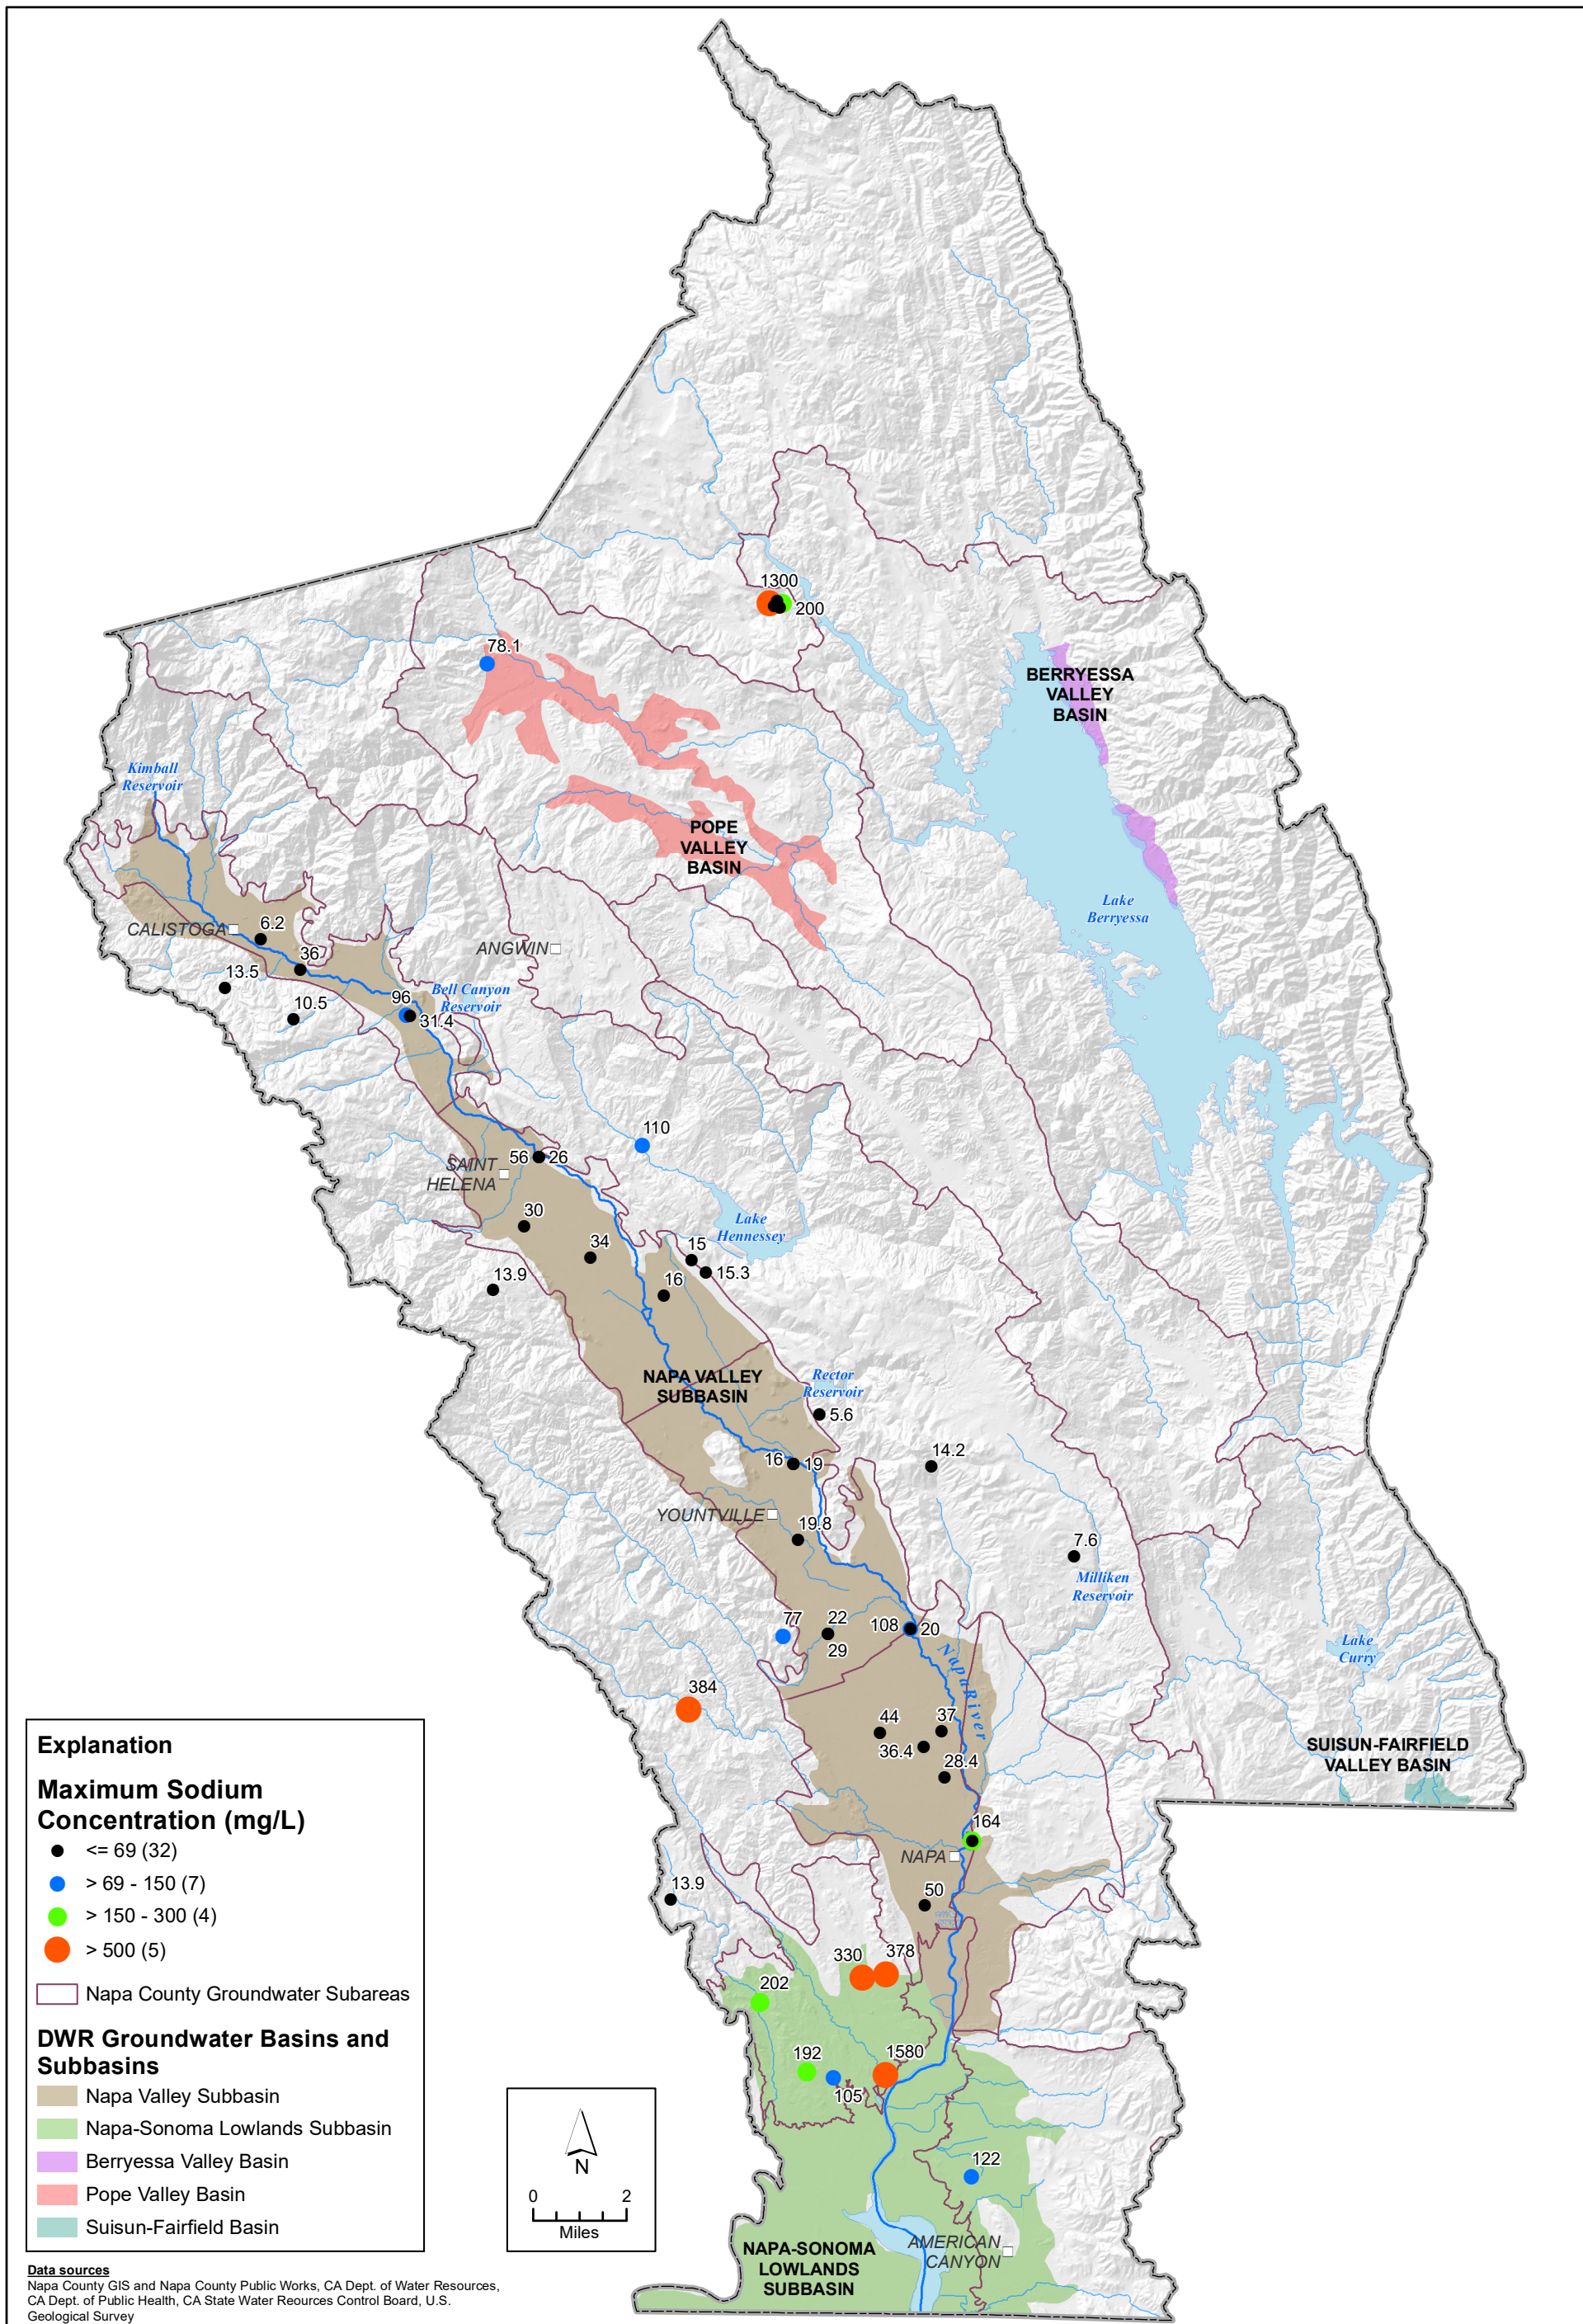 1300
200
78.1
BERRYESSA
VALLEY
BASIN
Kimball
Reservoir
POPE
VALLEY
BASIN
Lake
Berryessa
CALISTOGA
6.2
ANGWIN
36
13.5
10.5
Bell Canyon
Reservoir
96
31.4
110
56
26
SAINT
HELENA
30
Lake
Hennessey
34
15
15.3
13.9
16
NAPA VALLEY
SUBBASIN
Rector
Reservoir
5.6
14.2
16
19
YOUNTVILLE
19.8
7.6
Milliken
Reservoir
77
22
29
108
20
Napa River
Lake
Curry
384
44
37
36.4
28.4
SUISUN-FAIRFIELD
VALLEY BASIN
164
NAPA
13.9
50
330
378
202
192
105
1580
122
AMERICAN
CANYON
NAPA-SONOMA
LOWLANDS
SUBBASIN
Explanation
Maximum Sodium
Concentration (mg/L)
<= 69 (32)
> 69 - 150 (7)
> 150 - 300 (4)
> 500 (5)
Napa County Groundwater Subareas
DWR Groundwater Basins and
Subbasins
Napa Valley Subbasin
Napa-Sonoma Lowlands Subbasin
Berryessa Valley Basin
Pope Valley Basin
Suisun-Fairfield Basin
N
0 2
Miles
Data sources
Napa County GIS and Napa County Public Works, CA Dept. of Water Resources,
CA Dept. of Public Health, CA State Water Reources Control Board, U.S.
Geological Survey